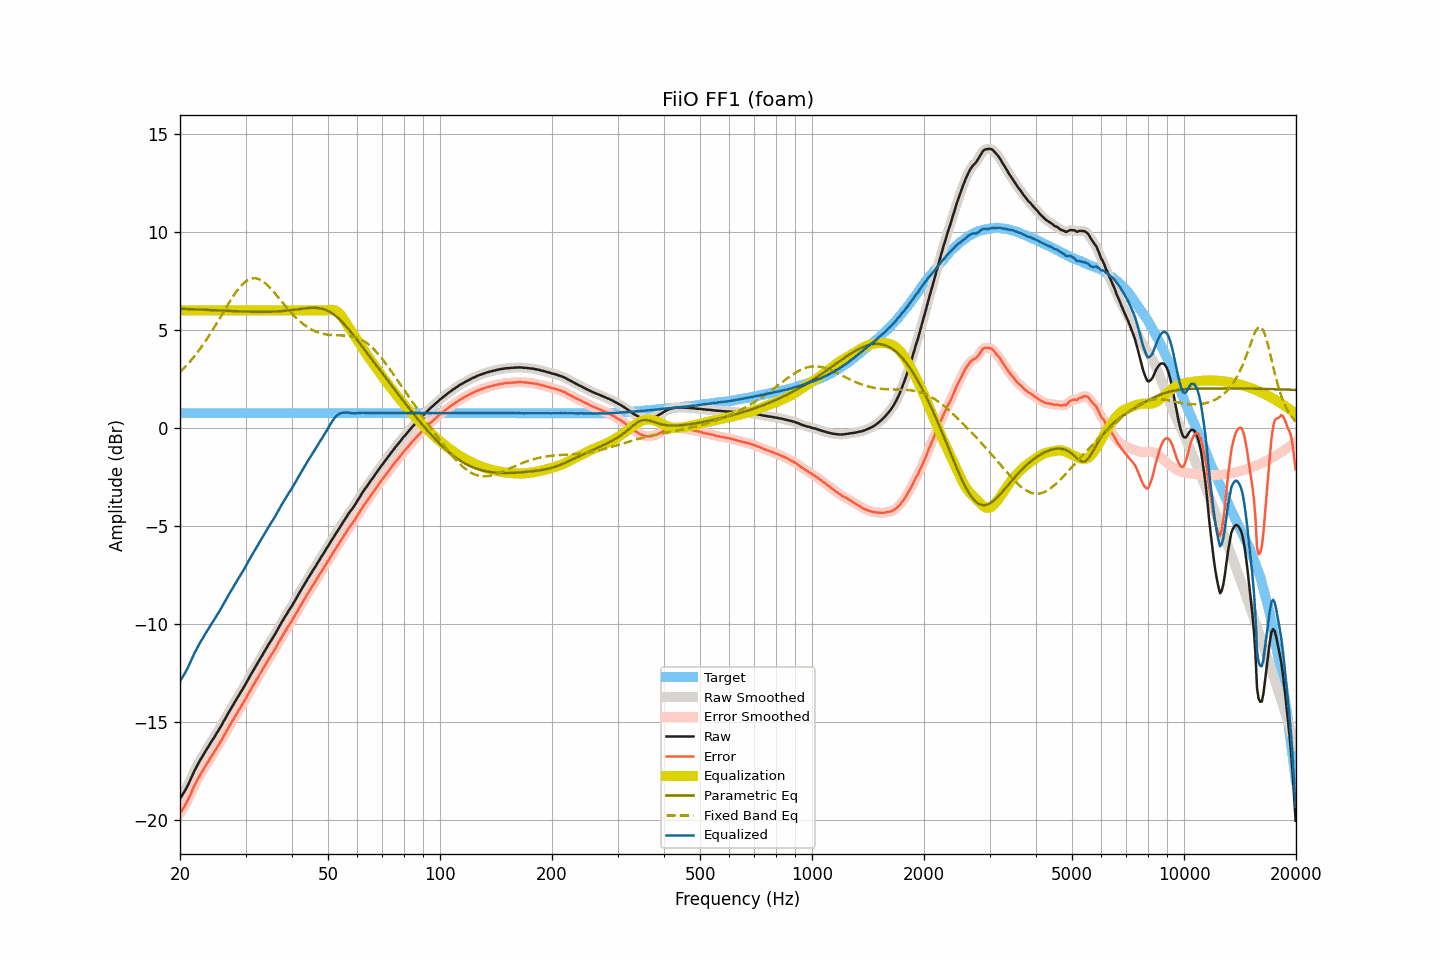 FiiO FF1 (foam)
15
10
5
0
−5
−10
−15
−20
Amplitude (dBr)
Target
Raw Smoothed
Error Smoothed
Raw
Error
Equalization
Parametric Eq
Fixed Band Eq
Equalized
20 50 100 200 500 1000 2000 5000 10000 20000
Frequency (Hz)